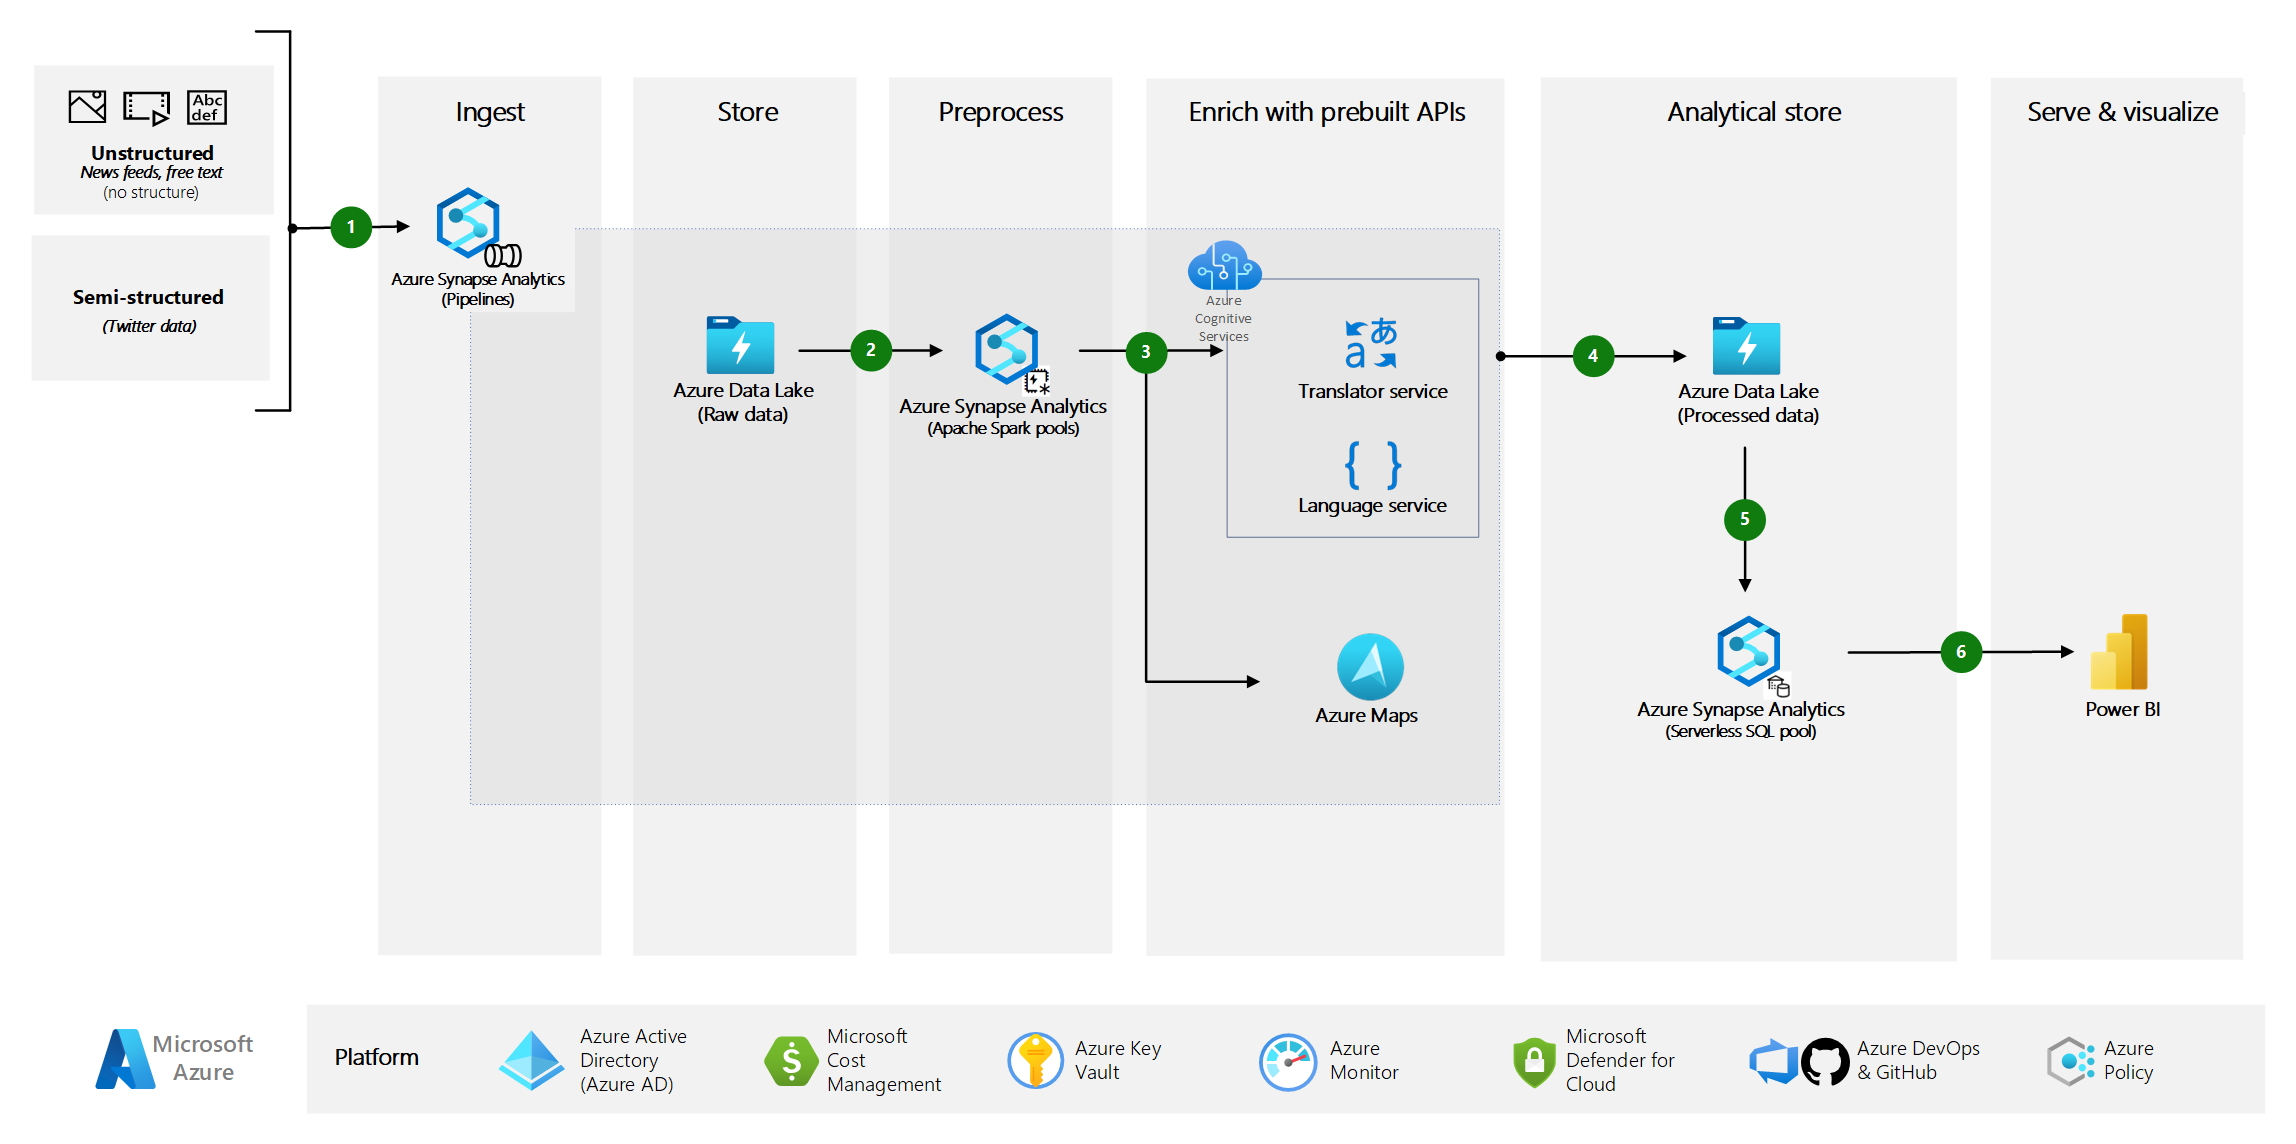 Abc
def
Unstructured
News feeds, free text
(no structure)
Semi-structured
(Twitter data)
1
Ingest
Azure Synapse Analytics
(Pipelines)
Store
Azure Data Lake
(Raw data)
2
Preprocess
Azure Synapse Analytics
(Apache Spark pools)
3
Enrich with prebuilt APIs
Azure
Cognitive
Services
a あ
Translator service
{ }
Language service
Azure Maps
4
Analytical store
Azure Data Lake
(Processed data)
5
Azure Synapse Analytics
(Serverless SQL pool)
6
Serve & visualize
Power BI
Microsoft
Azure
Platform
Azure Active
Directory
(Azure AD)
$
Microsoft
Cost
Management
Azure Key
Vault
Azure
Monitor
Microsoft
Defender for
Cloud
Azure DevOps
& GitHub
Azure
Policy